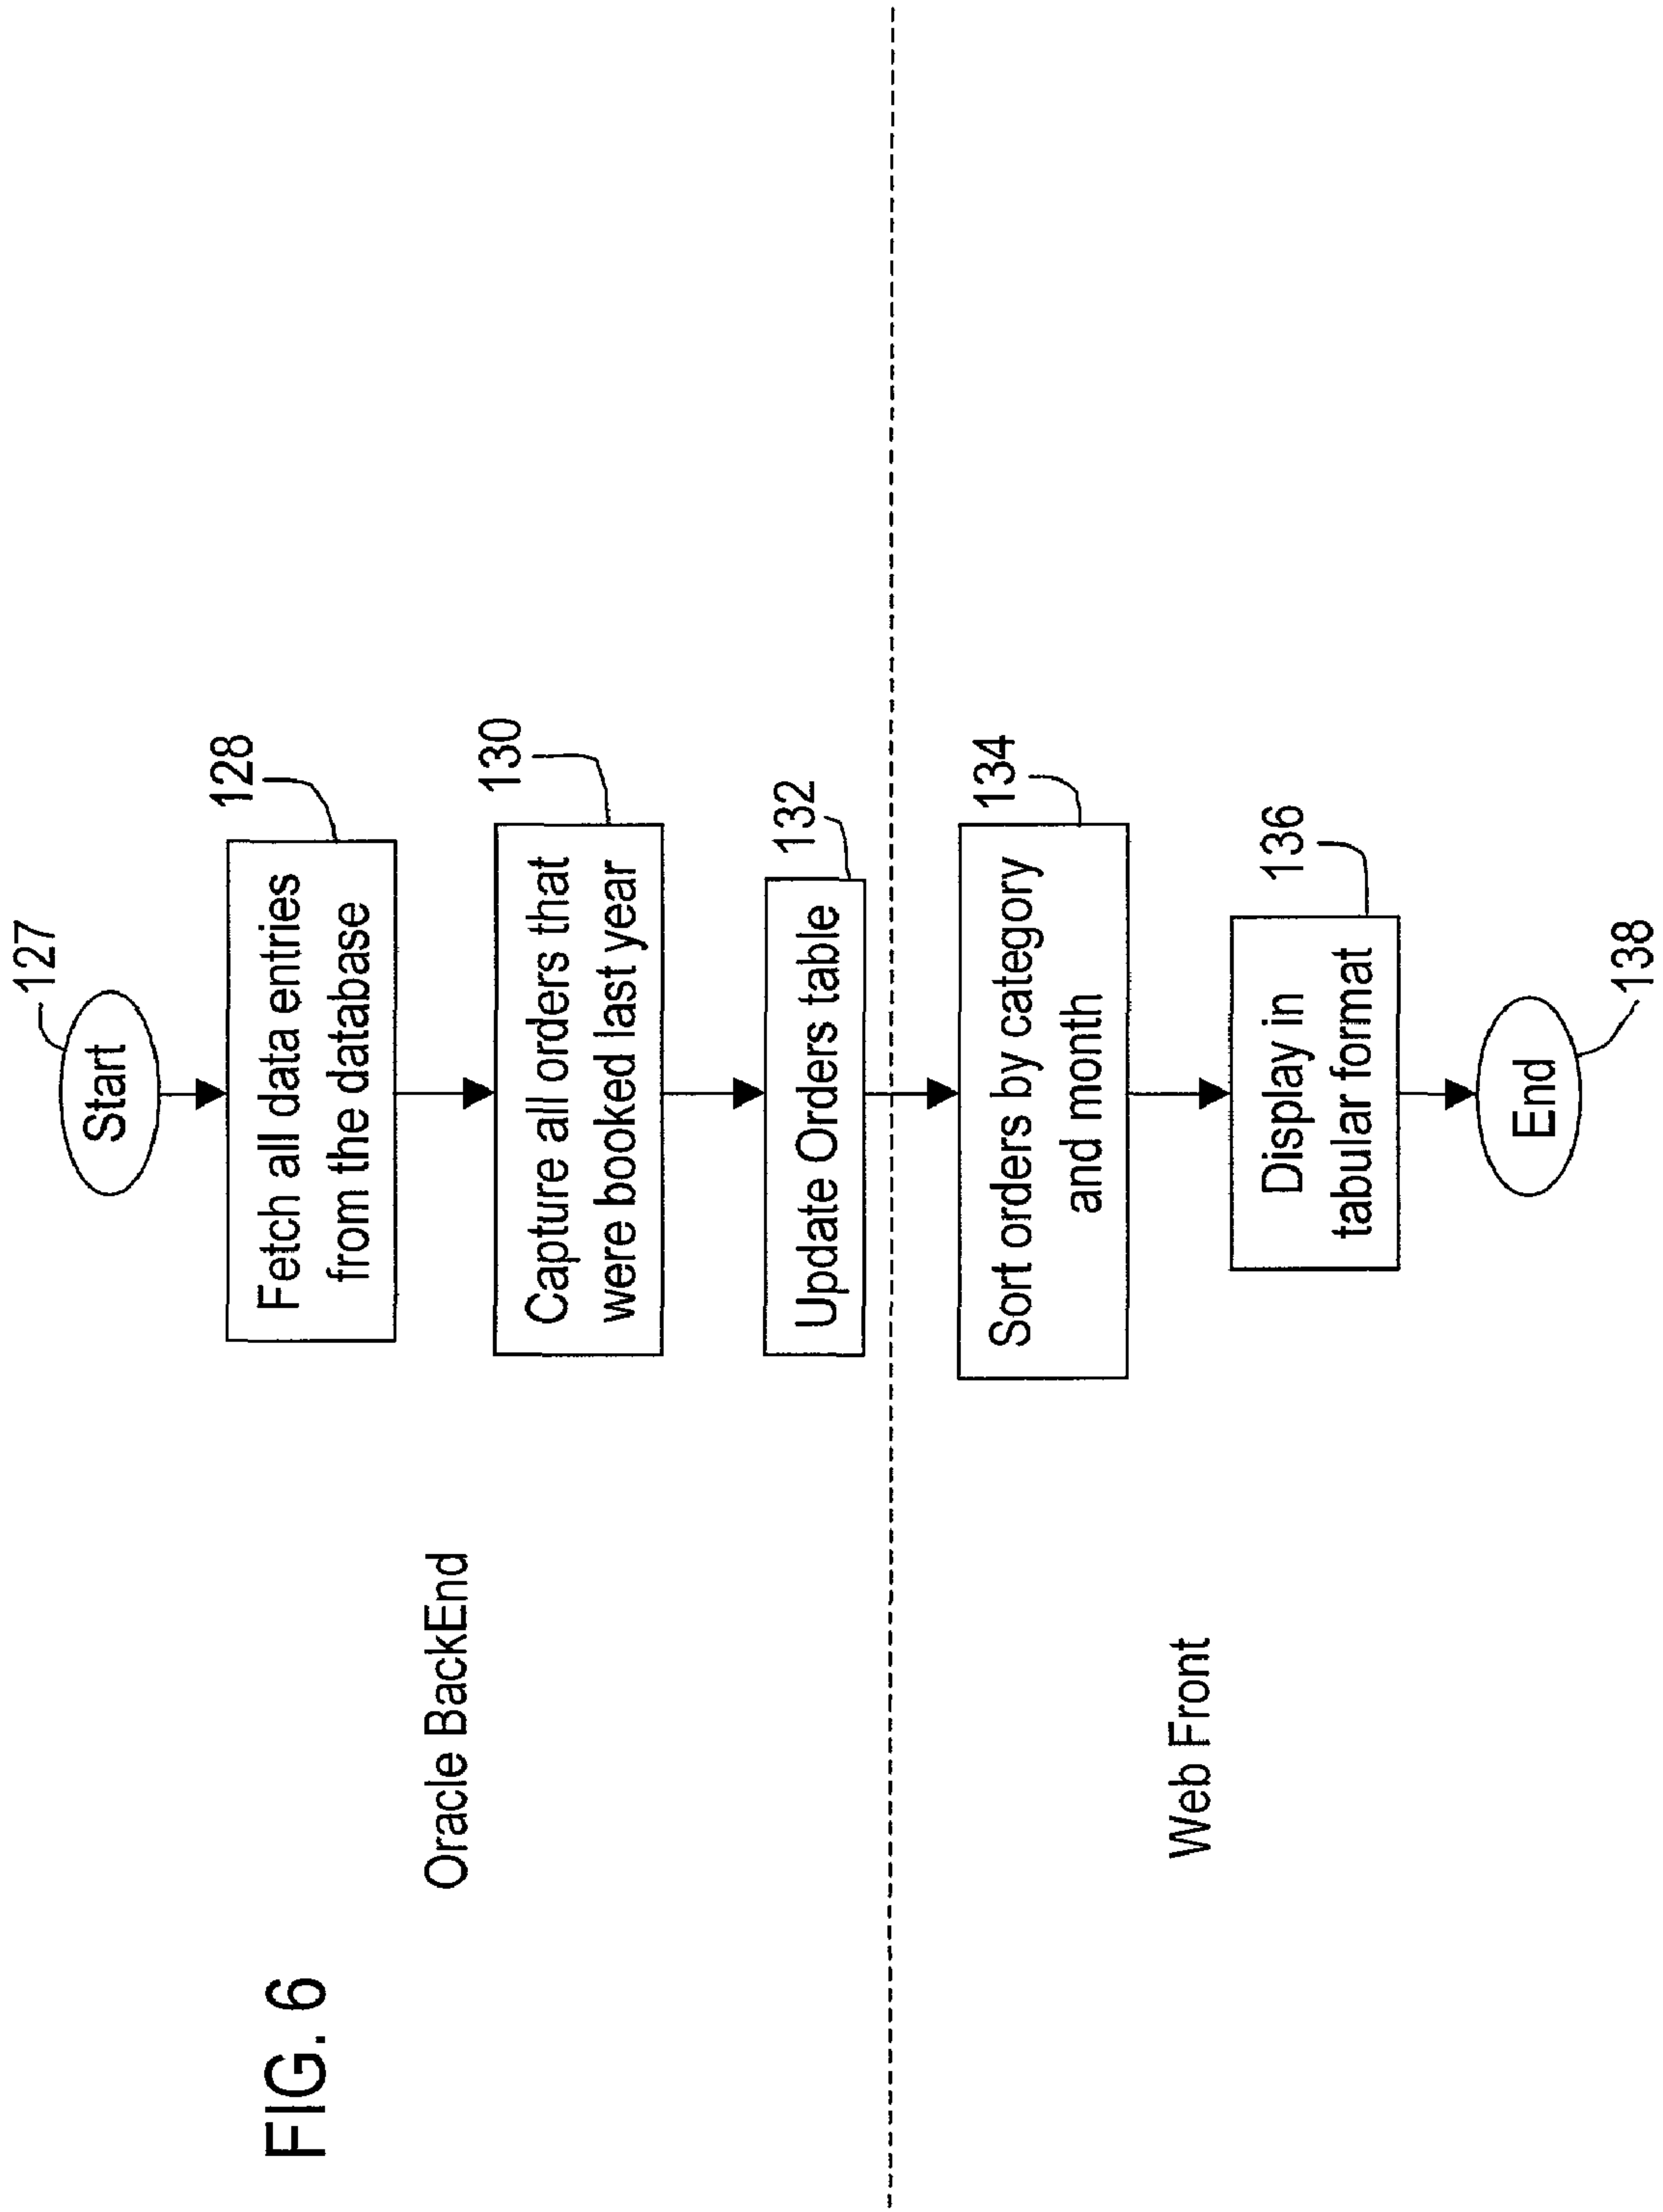 FIG. 6
Start
127
Fetch all data entries
from the database
128
Oracle BackEnd
Capture all orders that
were booked last year
130
Update Orders table
132
Sort orders by category
and month
134
Web Front
Display in
tabular format
136
End
138